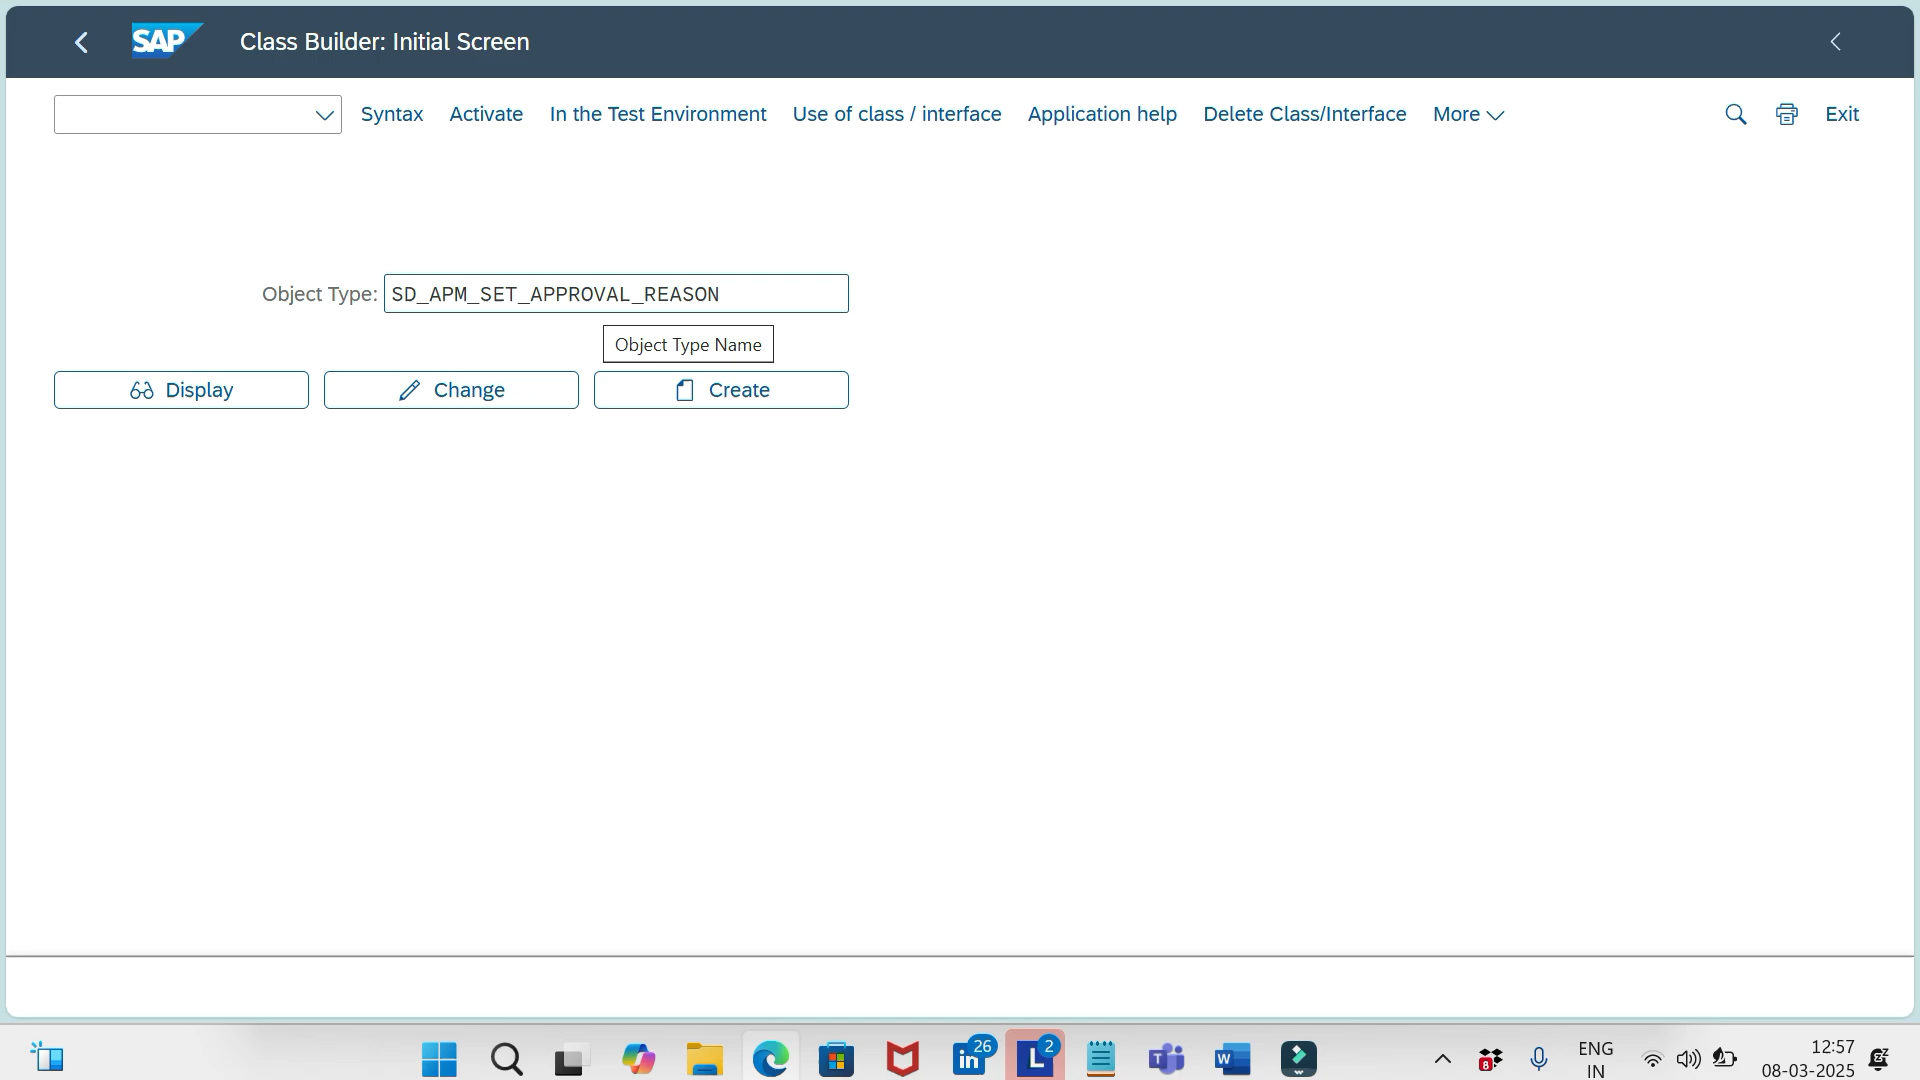 SAP Class Builder: Initial Screen
Syntax Activate In the Test Environment Use of class / interface Application help Delete Class/Interface More Exit
Object Type: SD_APM_SET_APPROVAL_REASON
Object Type Name
Display Change Create
26 2 8 ENG 12:57
IN 08-03-2025